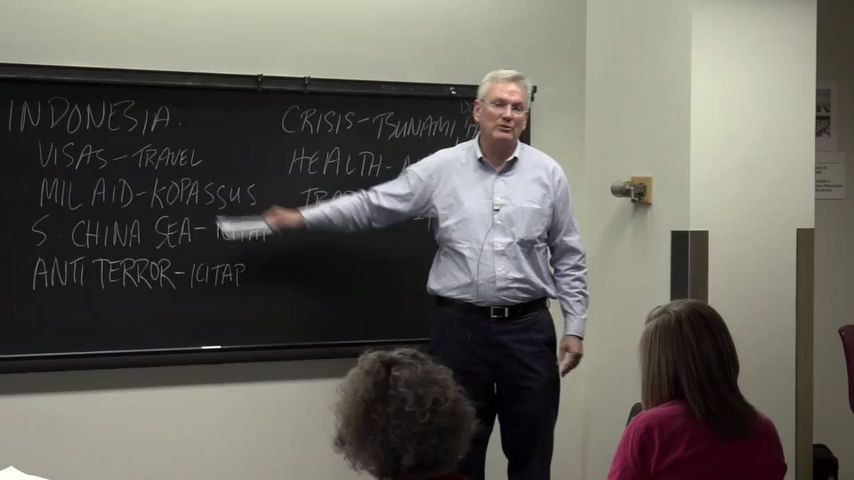 INDONESIA.
VISAS-TRAVEL
MIL AID-KOPASSUS
S. CHINA SEA-
ANTI TERROR-ICITAP
CRISIS-TSUNAMI,
HEALTH-